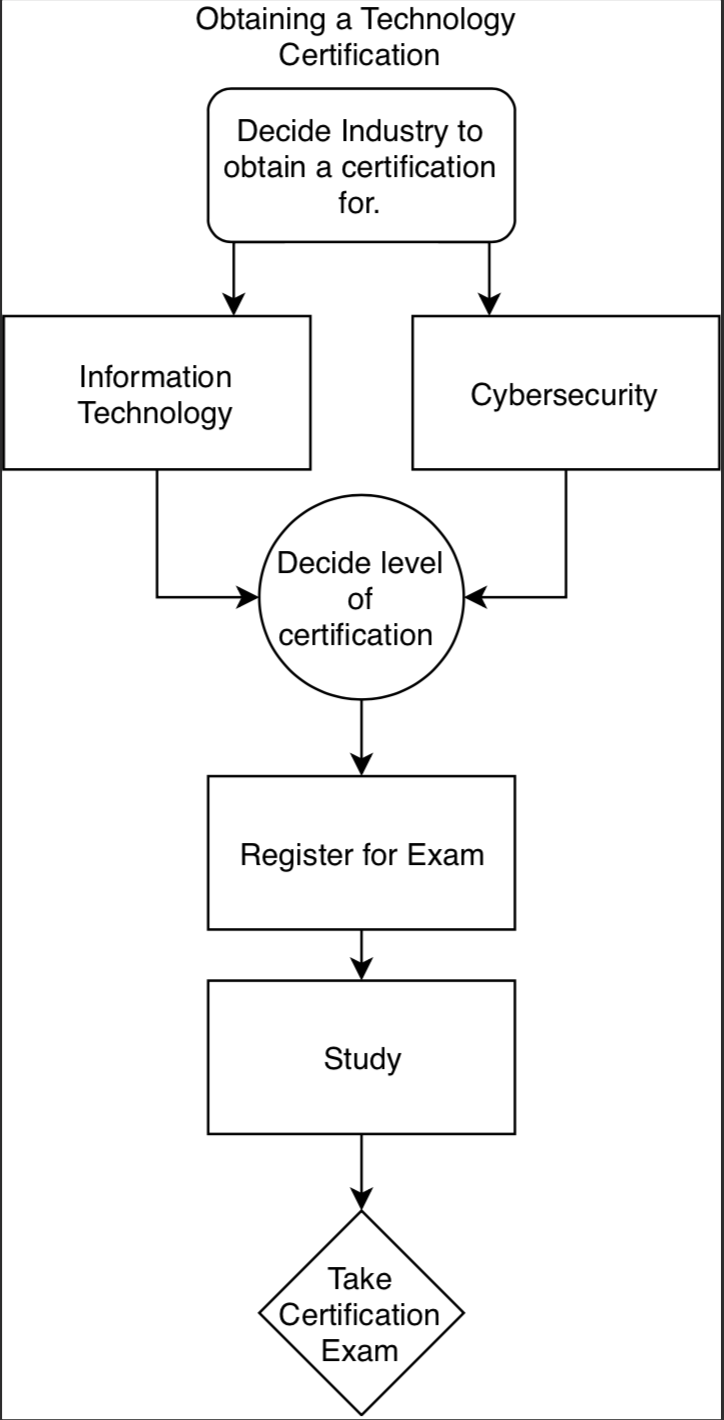 Obtaining a Technology
Certification
Decide Industry to
obtain a certification
for.
Information
Technology
Cybersecurity
Decide level
of
certification
Register for Exam
Study
Take
Certification
Exam